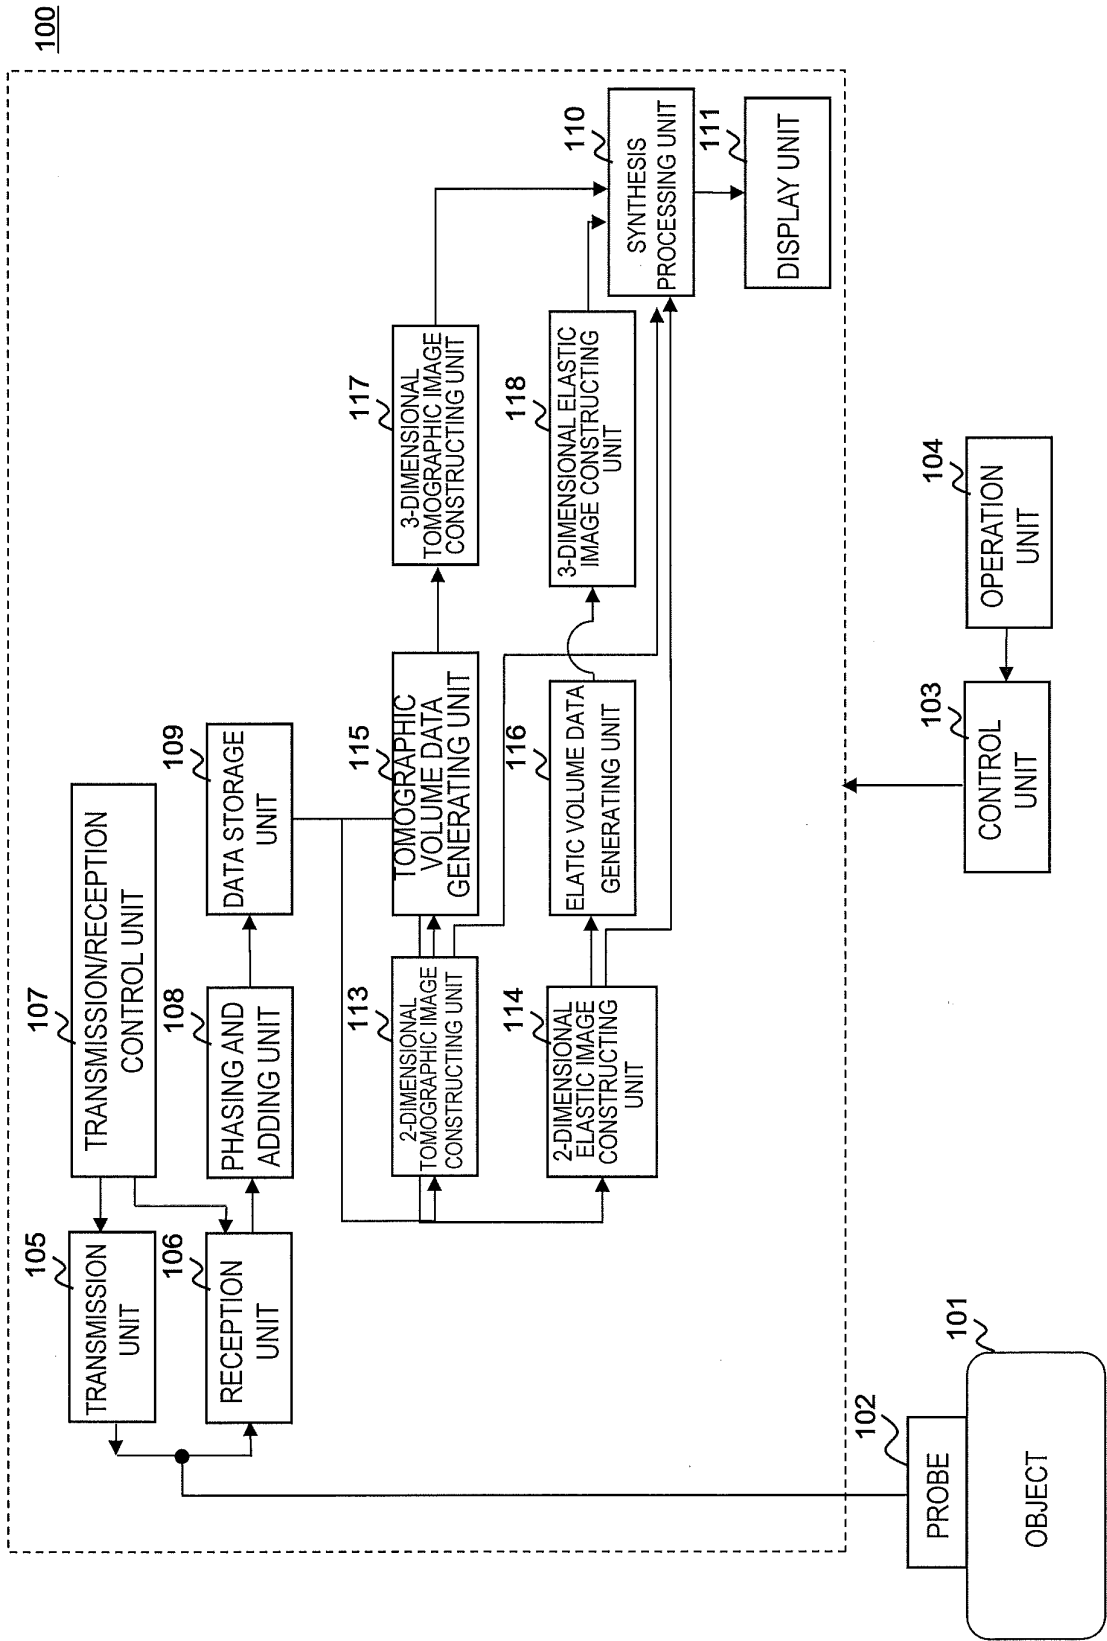 100
107
TRANSMISSION/RECEPTION
CONTROL UNIT
105
TRANSMISSION
UNIT
106
RECEPTION
UNIT
108
PHASING AND
ADDING UNIT
109
DATA STORAGE
UNIT
113
2-DIMENSIONAL
TOMOGRAPHIC IMAGE
CONSTRUCTING UNIT
115
TOMOGRAPHIC
VOLUME DATA
GENERATING UNIT
117
3-DIMENSIONAL
TOMOGRAPHIC IMAGE
CONSTRUCTING UNIT
114
2-DIMENSIONAL
ELASTIC IMAGE
CONSTRUCTING
UNIT
116
ELATIC VOLUME DATA
GENERATING UNIT
118
3-DIMENSIONAL ELASTIC
IMAGE CONSTRUCTING
UNIT
110
SYNTHESIS
PROCESSING UNIT
111
DISPLAY UNIT
102
PROBE
101
OBJECT
103
CONTROL
UNIT
104
OPERATION
UNIT